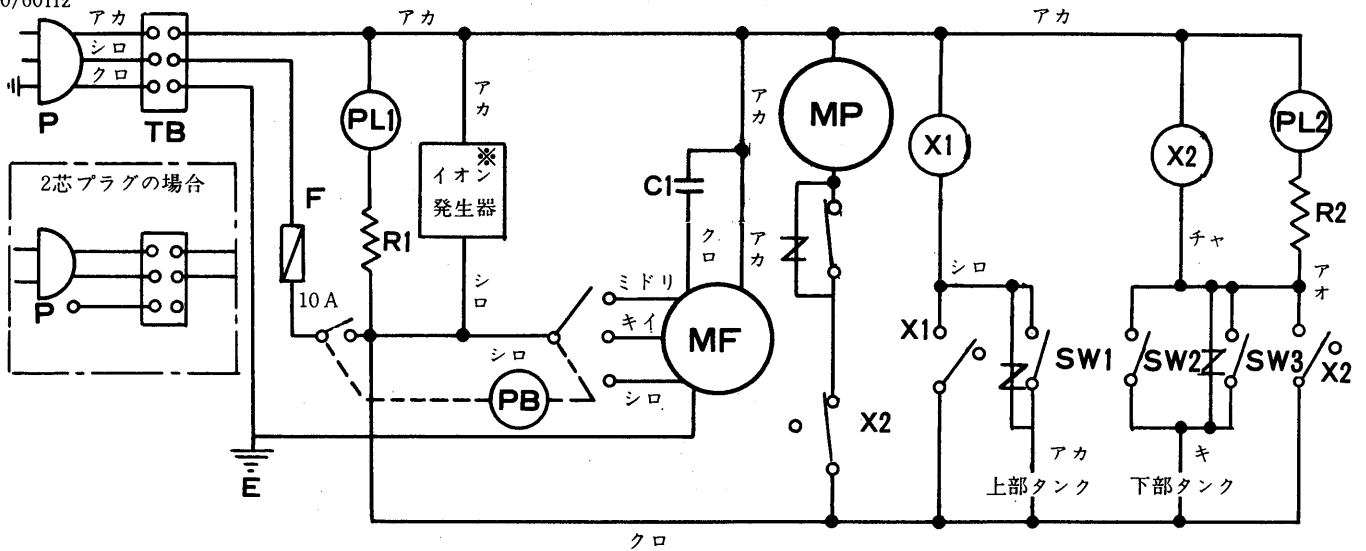 0/60Hz
アカ
アカ
アカ
シロ
クロ
P
TB
PL1
MP
X1
X2
PL2
アカ
アカ
2芯プラグの場合
※
イオン
発生器
C1
F
R1
R2
クロ
アカ
チャ
シロ
アオ
P
10A
シロ
ミドリ
キイ
シロ
MF
X1
SW1
SW2
SW3
X2
シロ
PB
X2
E
アカ
キ
上部タンク
下部タンク
クロ